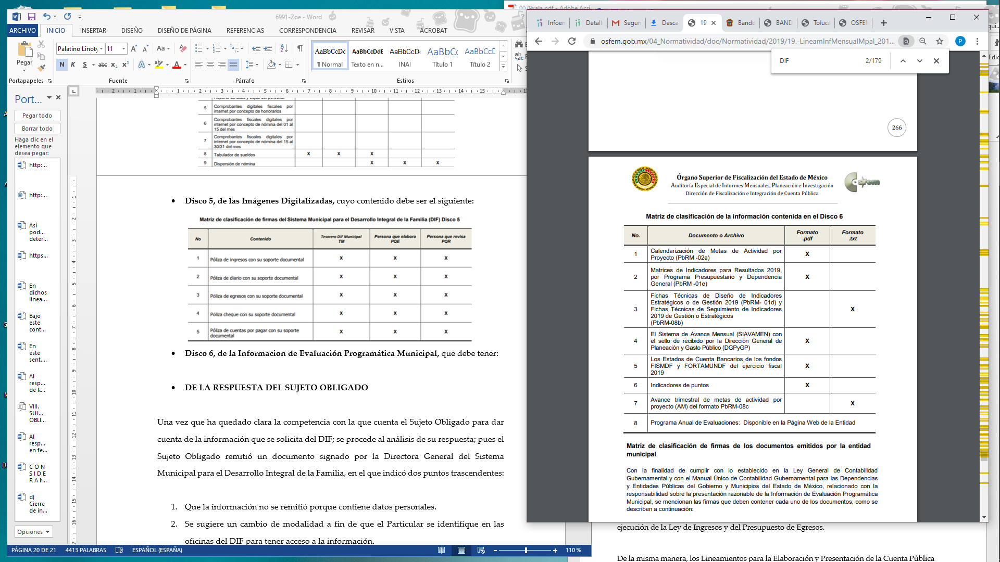 6991-Zoe - Word
ARCHIVO INICIO INSERTAR DISEÑO DISEÑO DE PÁGINA REFERENCIAS CORRESPONDENCIA REVISAR VISTA ACROBAT
Palatino Linoty 11
Pegar
N K S abc
AaBbCcDc AaBbCcDdE AaBbCcDc AaBbCc AaBbCcD
¶ Normal Texto en n... INAI Título 1 Título 2
Portapapeles Fuente Párrafo Estilos
Port...
Pegar todo
Borrar todo
Haga clic en el
elemento que
desea pegar:
http:...
http:...
Así
pod...
deter...
https...
En
dichos
linea...
Bajo
este
cont...
En
este
sent....
Al
resp...
de la...
VIII.
SUJ...
OBLI...
Al
resp...
en fe...
C O N
S I D E
R A N...
d)
Cierre
de in...
Opciones
5 Comprobantes digitales fiscales por
internet por concepto de honorarios
6 Comprobantes fiscales digitales por
internet por concepto de nómina del 01 al
15 del mes
7 Comprobantes fiscales digitales por
internet por concepto de nómina del 15 al
30/31 del mes
8 Tabulador de sueldos X X X
9 Dispersión de nómina X X X
• Disco 5, de las Imágenes Digitalizadas, cuyo contenido debe ser el siguiente:
Matriz de clasificación de firmas del Sistema Municipal para el Desarrollo Integral de la Familia (DIF) Disco 5
No Contenido Tesorero DIF Municipal TM Persona que elabora PQE Persona que revisa PQR
1 Póliza de ingresos con su soporte documental X X X
2 Póliza de diario con su soporte documental X X X
3 Póliza de egresos con su soporte documental X X X
4 Póliza cheque con su soporte documental X X X
5 Póliza de cuentas por pagar con su soporte
documental X X X
• Disco 6, de la Informacion de Evaluación Programática Municipal, que debe tener:
• DE LA RESPUESTA DEL SUJETO OBLIGADO
Una vez que ha quedado clara la competencia con la que cuenta el Sujeto Obligado para dar
cuenta de la información que se solicita del DIF; se procede al análisis de su respuesta; pues el
Sujeto Obligado remitió un documento signado por la Directora General del Sistema
Municipal para el Desarrollo Integral de la Familia, en el que indicó dos puntos trascendentes:
1. Que la información no se remitió porque contiene datos personales.
2. Se sugiere un cambio de modalidad a fin de que el Particular se identifique en las
oficinas del DIF para tener acceso a la información.
PÁGINA 20 DE 21 4413 PALABRAS ESPAÑOL (ESPAÑA) 110 %
Infoen Detall Segun Desca 19 Bando BAND Toluca OSFEM
osfem.gob.mx/04_Normatividad/doc/Normatividad/2019/19.-LineamInfMensualMpal_201...
P
DIF 2/179
266
Órgano Superior de Fiscalización del Estado de México
Auditoría Especial de Informes Mensuales, Planeación e Investigación
Dirección de Fiscalización e Integración de Cuenta Pública
osfem
Matriz de clasificación de la información contenida en el Disco 6
No. Documento o Archivo Formato .pdf Formato .txt
1 Calendarización de Metas de Actividad por
Proyecto (PbRM -02a) X
2 Matrices de Indicadores para Resultados 2019,
por Programa Presupuestario y Dependencia
General (PbRM -01e) X
3 Fichas Técnicas de Diseño de Indicadores
Estratégicos o de Gestión 2019 (PbRM- 01d) y
Fichas Técnicas de Seguimiento de Indicadores
2019 de Gestión o Estratégicos
(PbRM-08b) X
4 El Sistema de Avance Mensual (SIAVAMEN) con
el sello de recibido por la Dirección General de
Planeación y Gasto Público (DGPyGP) X
5 Los Estados de Cuenta Bancarios de los fondos
FISMDF y FORTAMUNDF del ejercicio fiscal
2019 X
6 Indicadores de puntos X
7 Avance trimestral de metas de actividad por
proyecto (AM) del formato PbRM-08c X
8 Programa Anual de Evaluaciones: Disponible en la Página Web de la Entidad
Matriz de clasificación de firmas de los documentos emitidos por la entidad
municipal
Con la finalidad de cumplir con lo establecido en la Ley General de Contabilidad
Gubernamental y con el Manual Único de Contabilidad Gubernamental para las Dependencias
y Entidades Públicas del Gobierno y Municipios del Estado de México, relacionado con la
responsabilidad sobre la presentación razonable de la Información de Evaluación Programática
Municipal, se mencionan las firmas que deben contener cada uno de los documentos, como se
describen a continuación:
ejecución de la Ley de Ingresos y del Presupuesto de Egresos.
De la misma manera, los Lineamientos para la Elaboración y Presentación de la Cuenta Pública